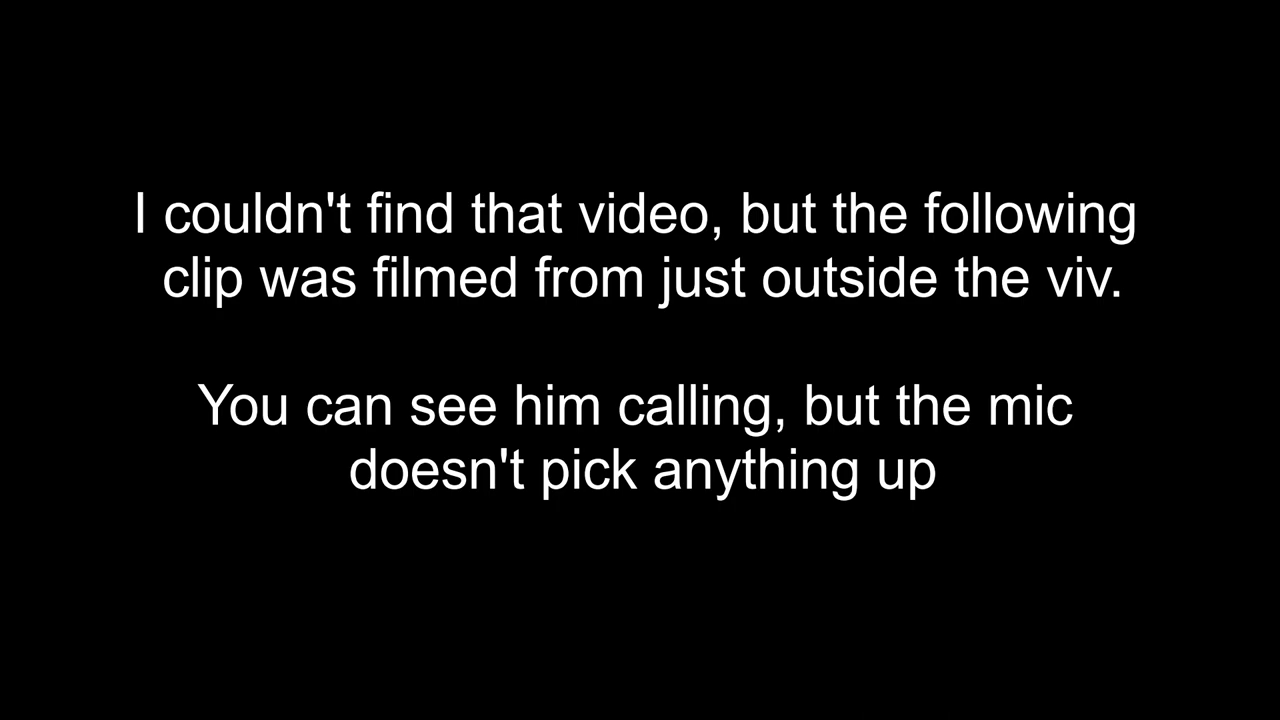 I couldn't find that video, but the following
clip was filmed from just outside the viv.
You can see him calling, but the mic
doesn't pick anything up